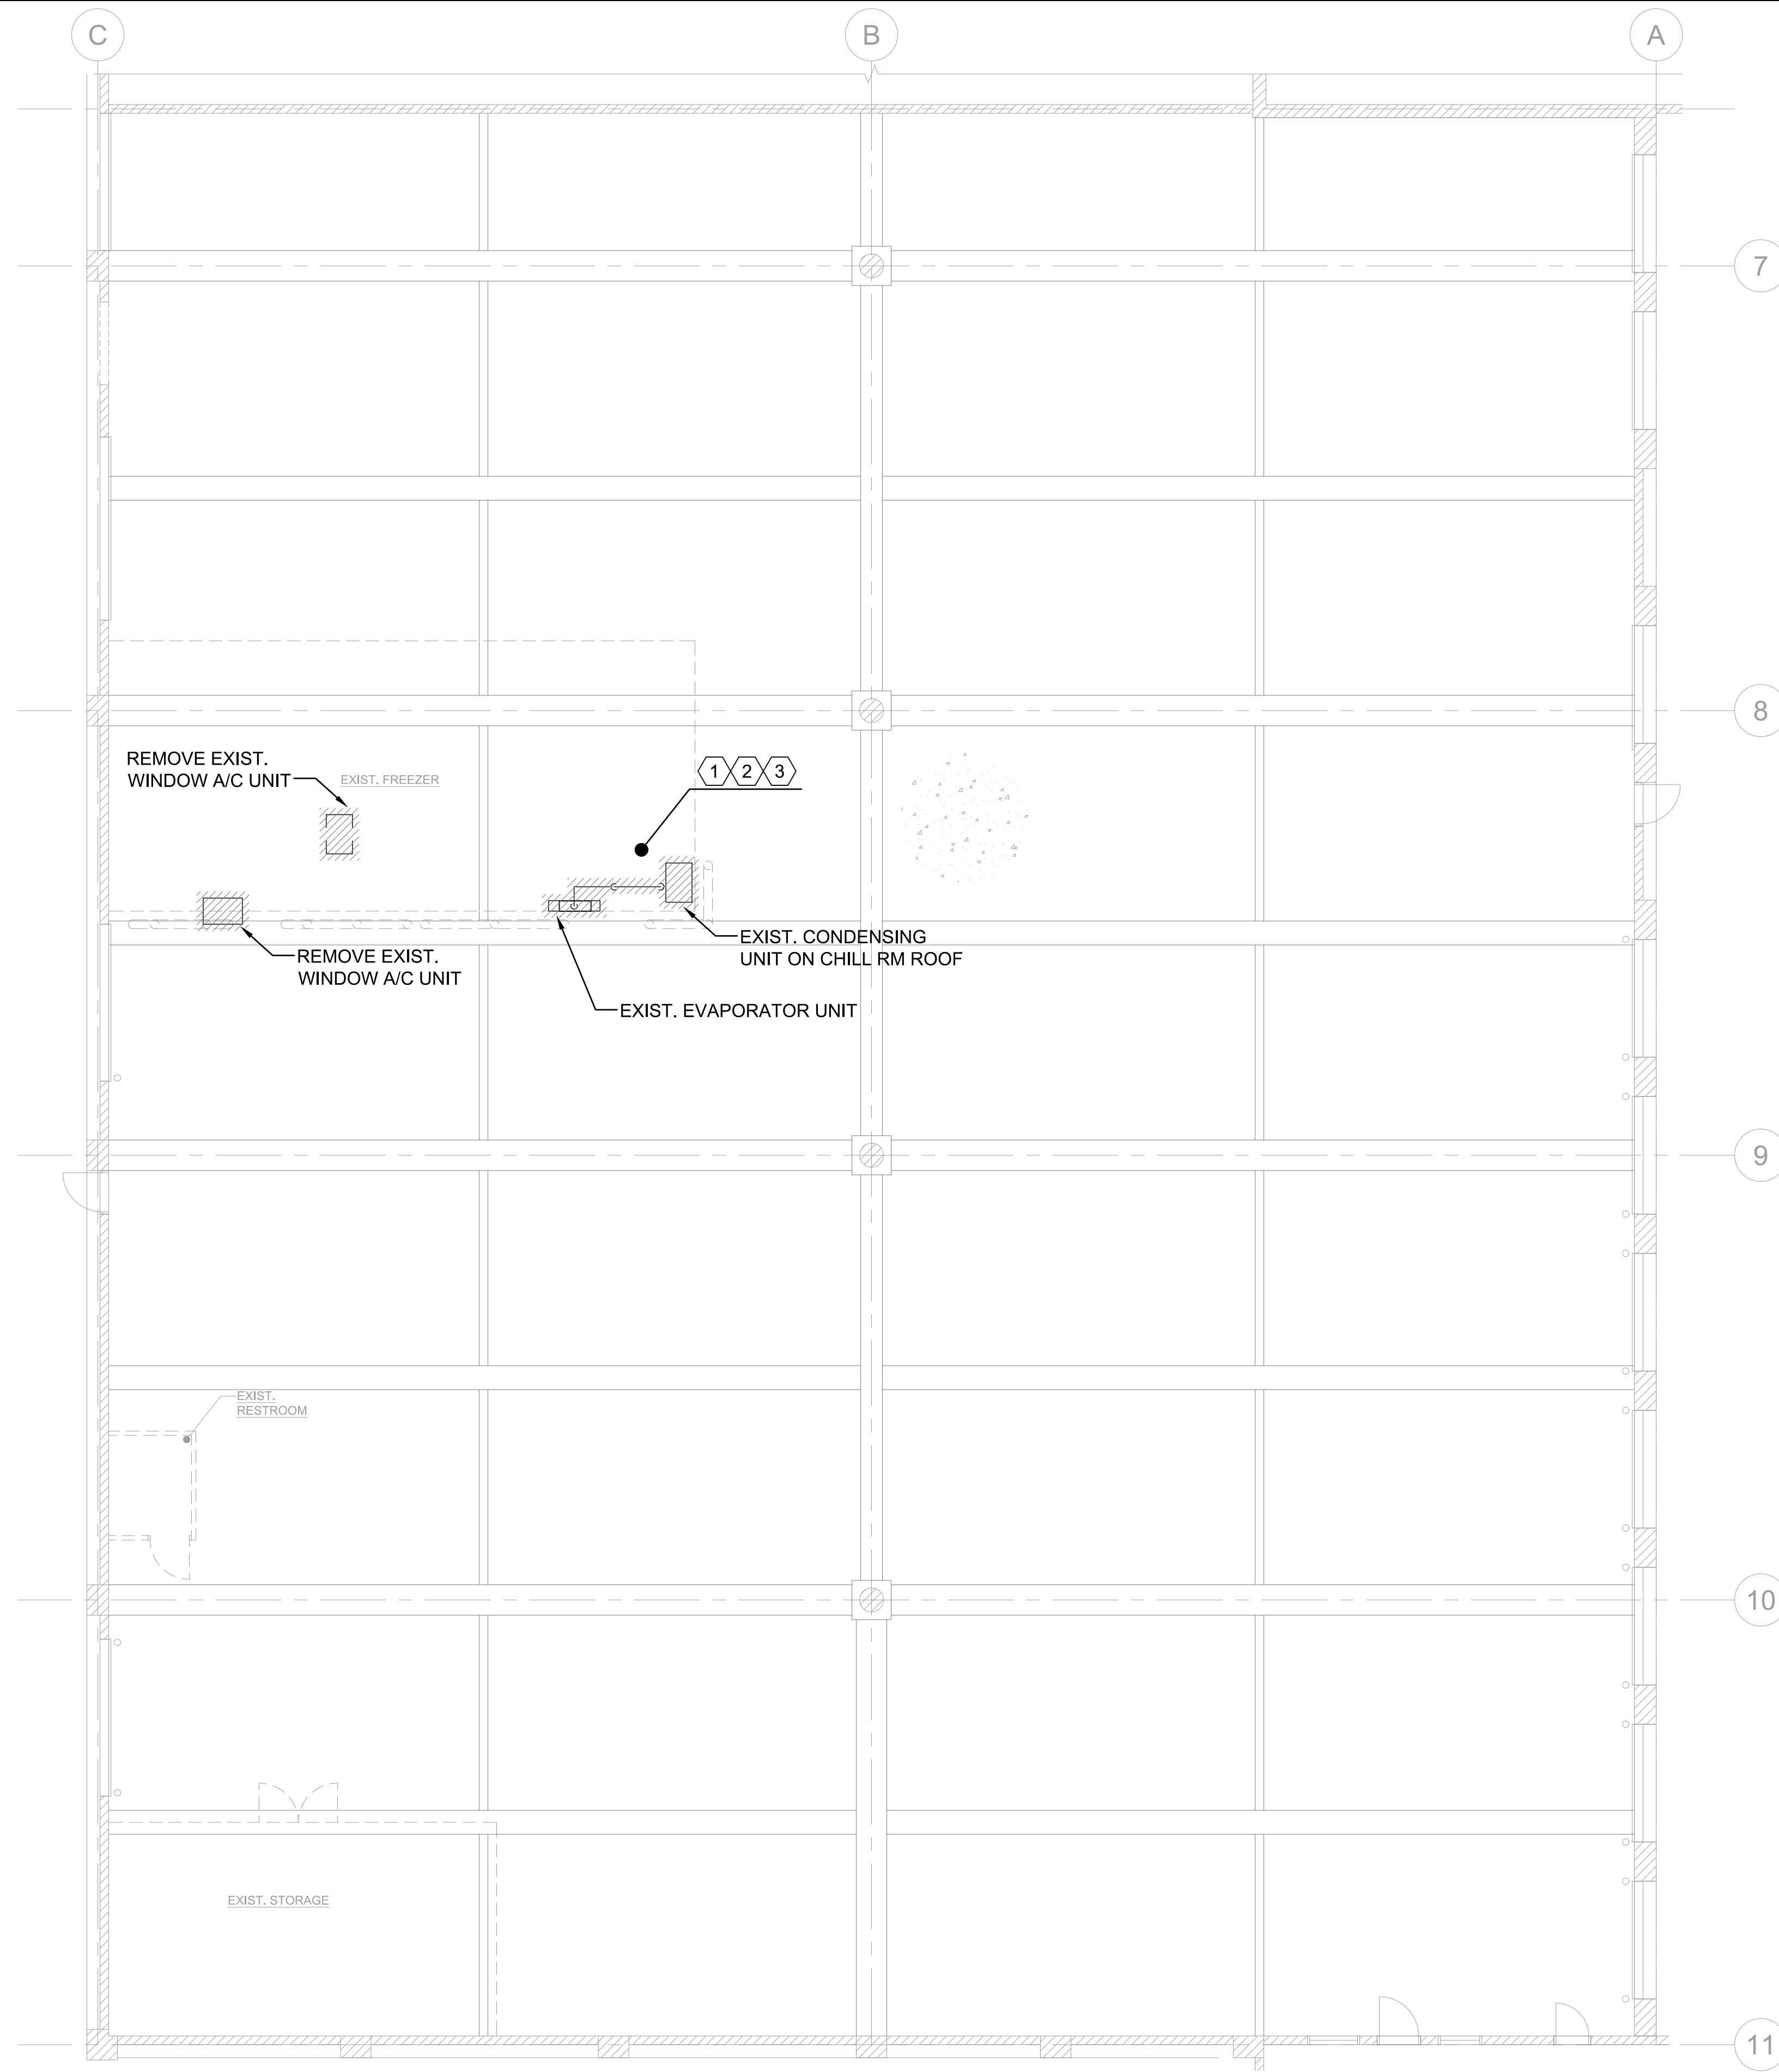 C
B
A
7
8
REMOVE EXIST.
WINDOW A/C UNIT
EXIST. FREEZER
1 2 3
REMOVE EXIST.
WINDOW A/C UNIT
EXIST. CONDENSING
UNIT ON CHILL RM ROOF
EXIST. EVAPORATOR UNIT
9
EXIST.
RESTROOM
10
EXIST. STORAGE
11